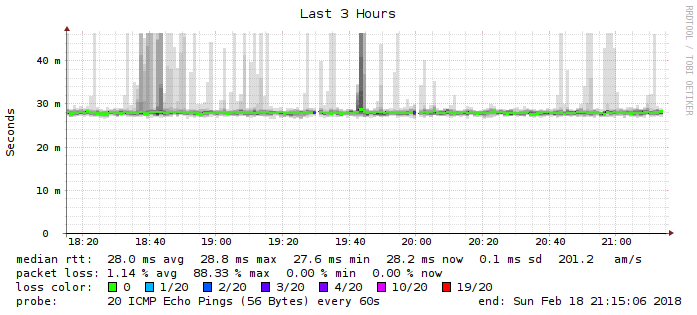 Last 3 Hours
RRDTOOL / TOBI OETIKER
Seconds
40 m
30 m
20 m
10 m
0
18:20 18:40 19:00 19:20 19:40 20:00 20:20 20:40 21:00
median rtt: 28.0 ms avg 28.8 ms max 27.6 ms min 28.2 ms now 0.1 ms sd 201.2 am/s
packet loss: 1.14 % avg 88.33 % max 0.00 % min 0.00 % now
loss color: 0 1/20 2/20 3/20 4/20 10/20 19/20
probe: 20 ICMP Echo Pings (56 Bytes) every 60s end: Sun Feb 18 21:15:06 2018